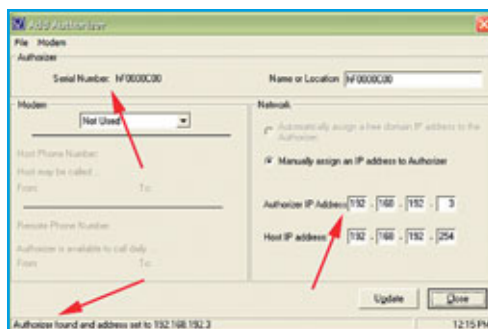 Add Authorizer
File Modem
Authorizer
Serial Number: hF0000C00
Name or Location hF0000C00
Modem
Not Used
Host Phone Number:
Host may be called ...
From: To:
Remote Phone Number:
Authorizer is available to call daily ...
From: To:
Network
Automatically assign a free domain IP address to the Authorizer.
Manually assign an IP address to Authorizer
Authorizer IP Address 192 . 168 . 192 . 3
Host IP address: 192 . 168 . 192 . 254
Update Close
Authorizer found and address set to 192.168.192.3 12:15 PM